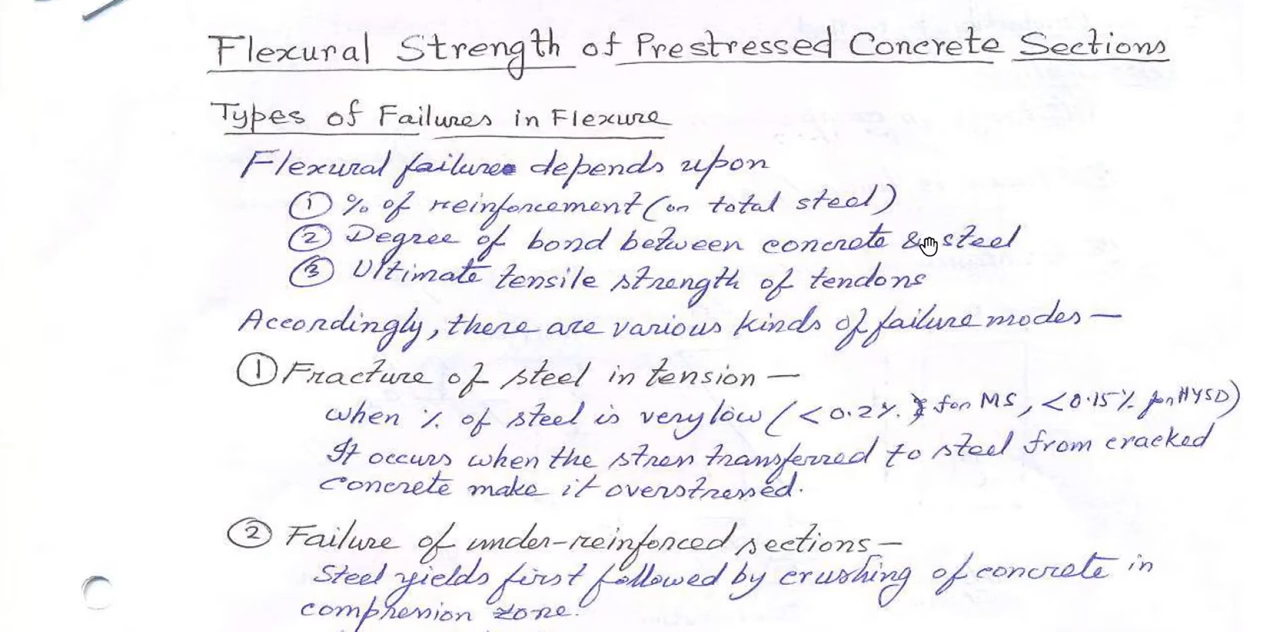 Flexural Strength of Prestressed Concrete Sections
Types of Failures in Flexure
Flexural failure depends upon
① % of reinforcement (or total steel)
② Degree of bond between concrete & steel
③ Ultimate tensile strength of tendons
Accordingly, there are various kinds of failure modes —
① Fracture of steel in tension —
when % of steel is very low (<0.2% for MS, <0.15% for HYSD)
It occurs when the stress transferred to steel from cracked
concrete make it overstressed.
② Failure of under-reinforced sections —
Steel yields first followed by crushing of concrete in
compression zone.